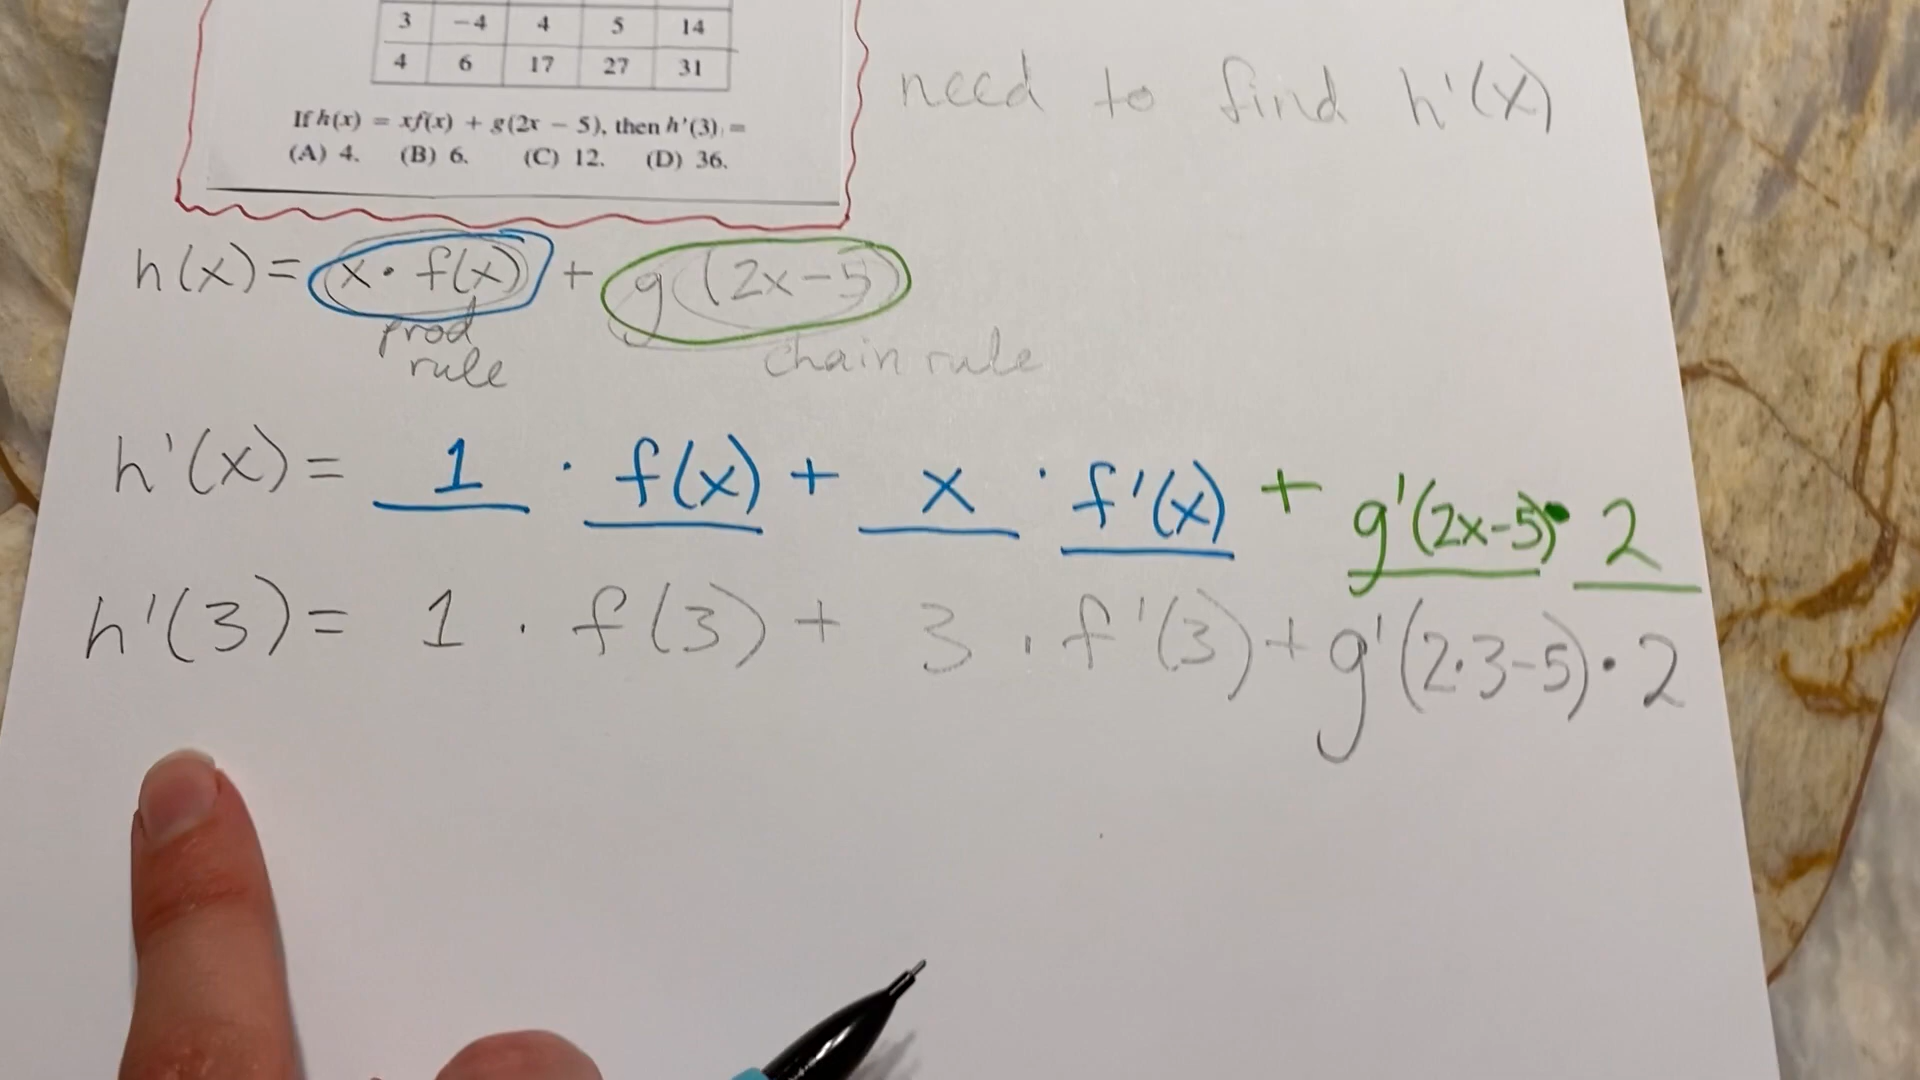 3 −4 4 5 14
4 6 17 27 31
need to find h'(x)
If h(x) = xf(x) + g(2x − 5), then h'(3) =
(A) 4. (B) 6. (C) 12. (D) 36.
h(x) = x · f(x) + g(2x−5)
prod
rule
chain rule
h'(x) = 1 · f(x) + x · f'(x) + g'(2x−5) · 2
h'(3) = 1 · f(3) + 3 · f'(3) + g'(2·3−5) · 2